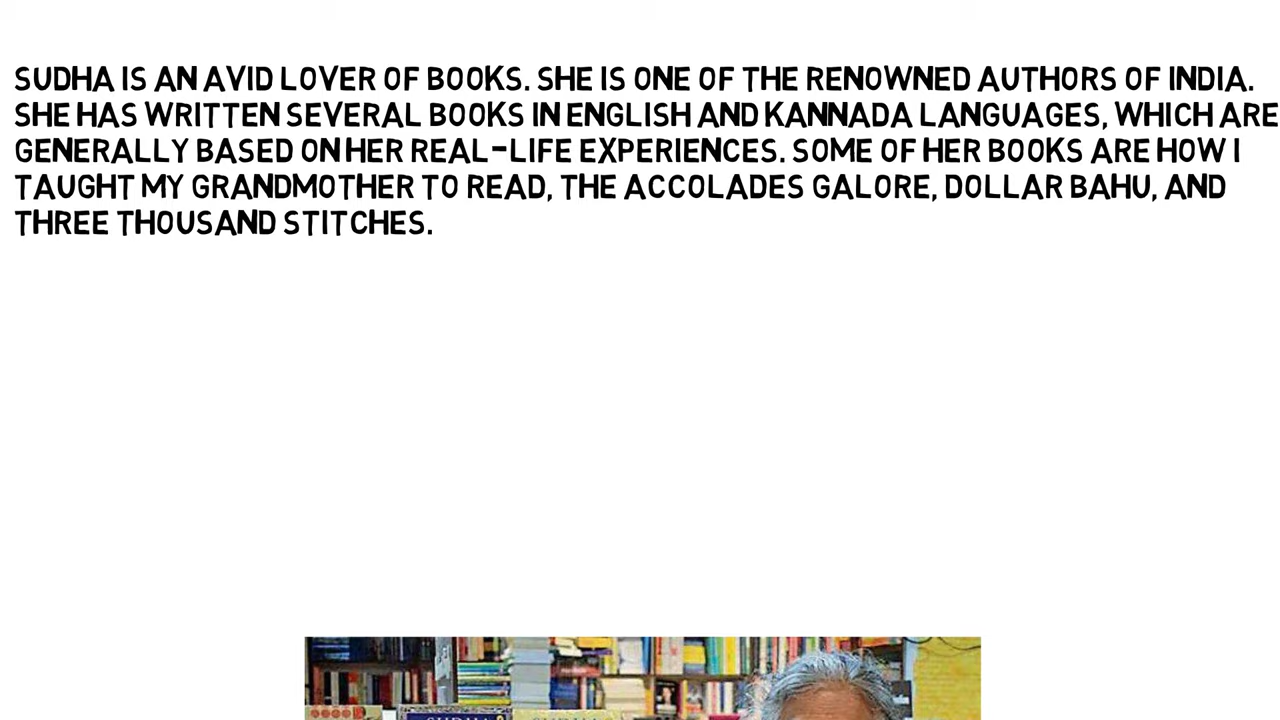 SUDHA IS AN AVID LOVER OF BOOKS. SHE IS ONE OF THE RENOWNED AUTHORS OF INDIA.
SHE HAS WRITTEN SEVERAL BOOKS IN ENGLISH AND KANNADA LANGUAGES, WHICH ARE
GENERALLY BASED ON HER REAL-LIFE EXPERIENCES. SOME OF HER BOOKS ARE HOW I
TAUGHT MY GRANDMOTHER TO READ, THE ACCOLADES GALORE, DOLLAR BAHU, AND
THREE THOUSAND STITCHES.